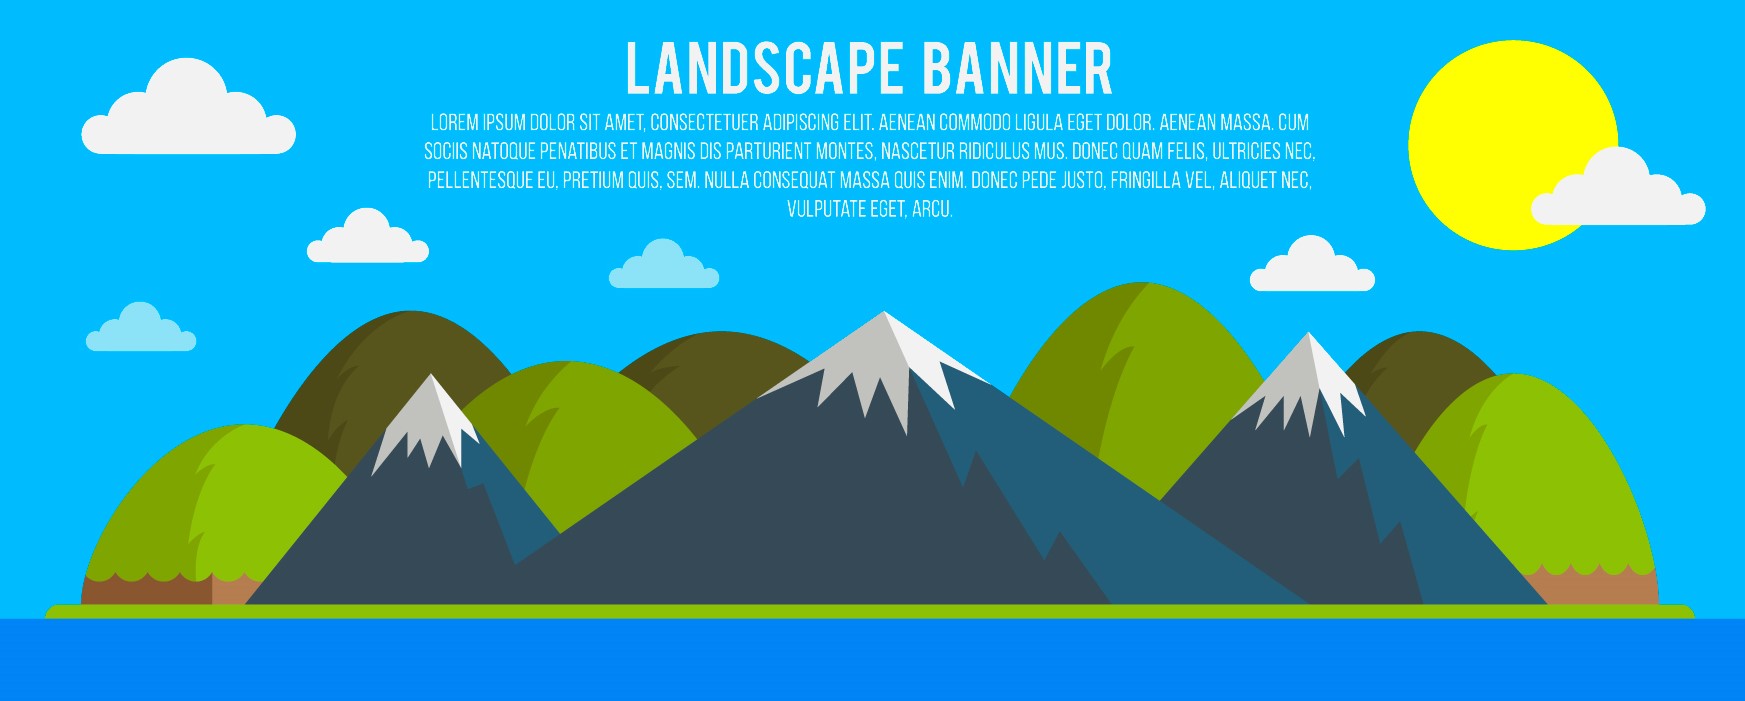 LANDSCAPE BANNER
LOREM IPSUM DOLOR SIT AMET, CONSECTETUER ADIPISCING ELIT. AENEAN COMMODO LIGULA EGET DOLOR. AENEAN MASSA. CUM
SOCIIS NATOQUE PENATIBUS ET MAGNIS DIS PARTURIENT MONTES, NASCETUR RIDICULUS MUS. DONEC QUAM FELIS, ULTRICIES NEC,
PELLENTESQUE EU, PRETIUM QUIS, SEM. NULLA CONSEQUAT MASSA QUIS ENIM. DONEC PEDE JUSTO, FRINGILLA VEL, ALIQUET NEC,
VULPUTATE EGET, ARCU.